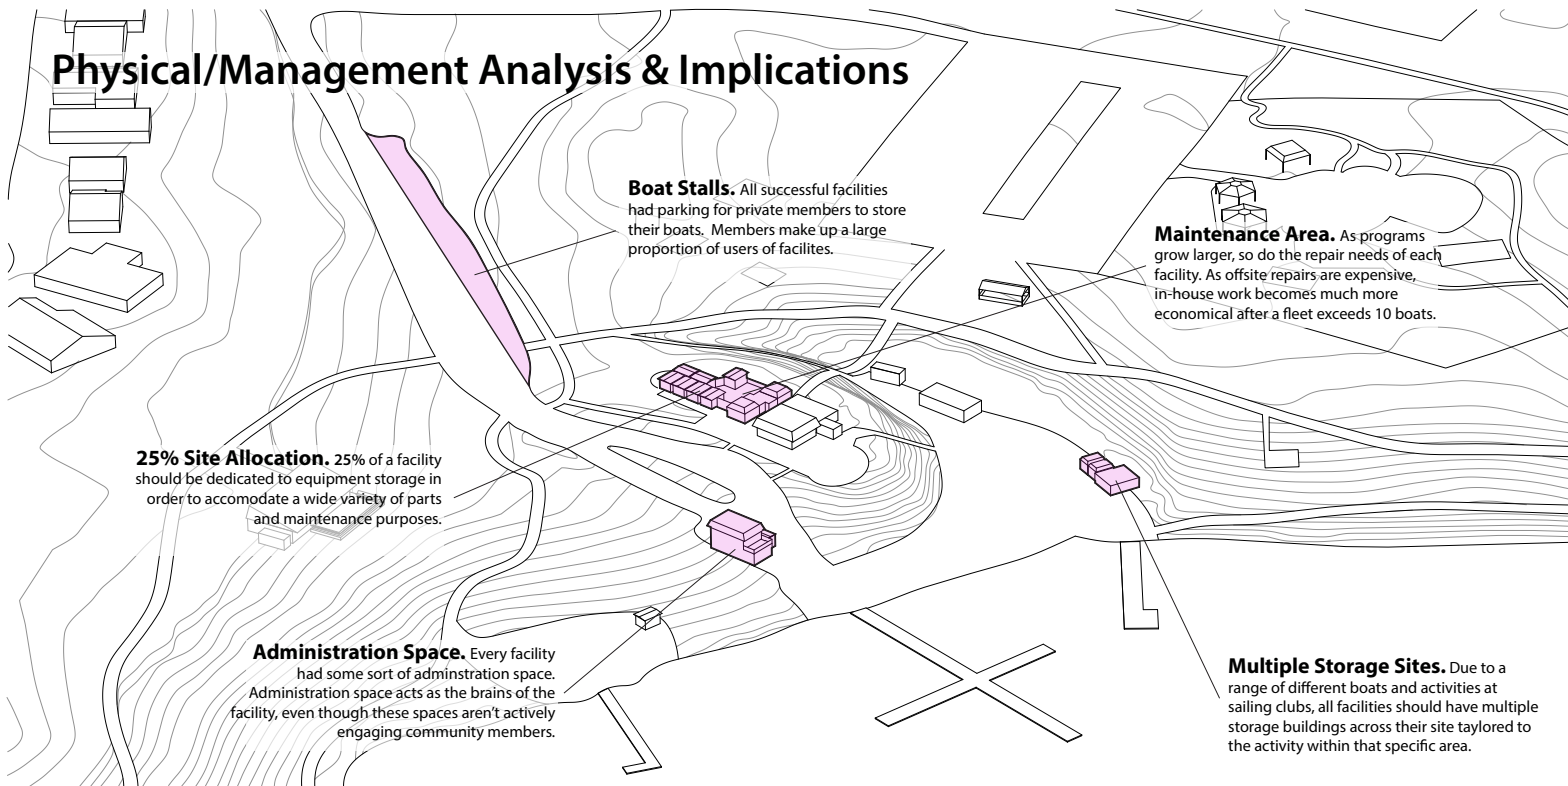 Physical/Management Analysis & Implications
Boat Stalls. All successful facilities
had parking for private members to store
their boats. Members make up a large
proportion of users of facilites.
Maintenance Area. As programs
grow larger, so do the repair needs of each
facility. As offsite repairs are expensive,
in-house work becomes much more
economical after a fleet exceeds 10 boats.
25% Site Allocation. 25% of a facility
should be dedicated to equipment storage in
order to accomodate a wide variety of parts
and maintenance purposes.
Administration Space. Every facility
had some sort of adminstration space.
Administration space acts as the brains of the
facility, even though these spaces aren't actively
engaging community members.
Multiple Storage Sites. Due to a
range of different boats and activities at
sailing clubs, all facilities should have multiple
storage buildings across their site taylored to
the activity within that specific area.